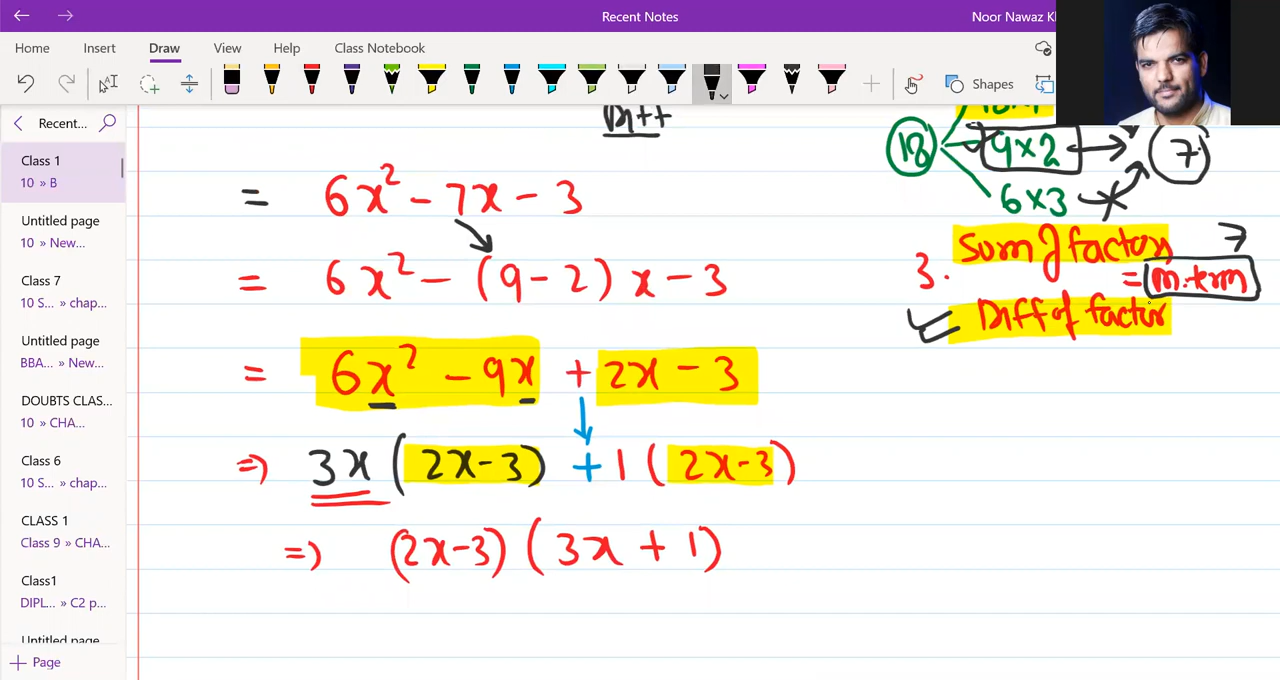 Recent Notes
Noor Nawaz Kh
Home Insert Draw View Help Class Notebook
Shapes
Recent...
Class 1
10 » B
Untitled page
10 » New...
Class 7
10 S... » chap...
Untitled page
BBA... » New...
DOUBTS CLAS...
10 » CHA...
Class 6
10 S... » chap...
CLASS 1
Class 9 » CHA...
Class1
DIPL... » C2 p...
Untitled page
+ Page
= 6x² - 7x - 3
= 6x² - (9-2) x - 3
= 6x² - 9x + 2x - 3
=) 3x (2x-3) + 1 (2x-3)
=) (2x-3) (3x + 1)
18
9 x 2
7
6 x 3
3. Sum of factors
= m.term
Diff of factor